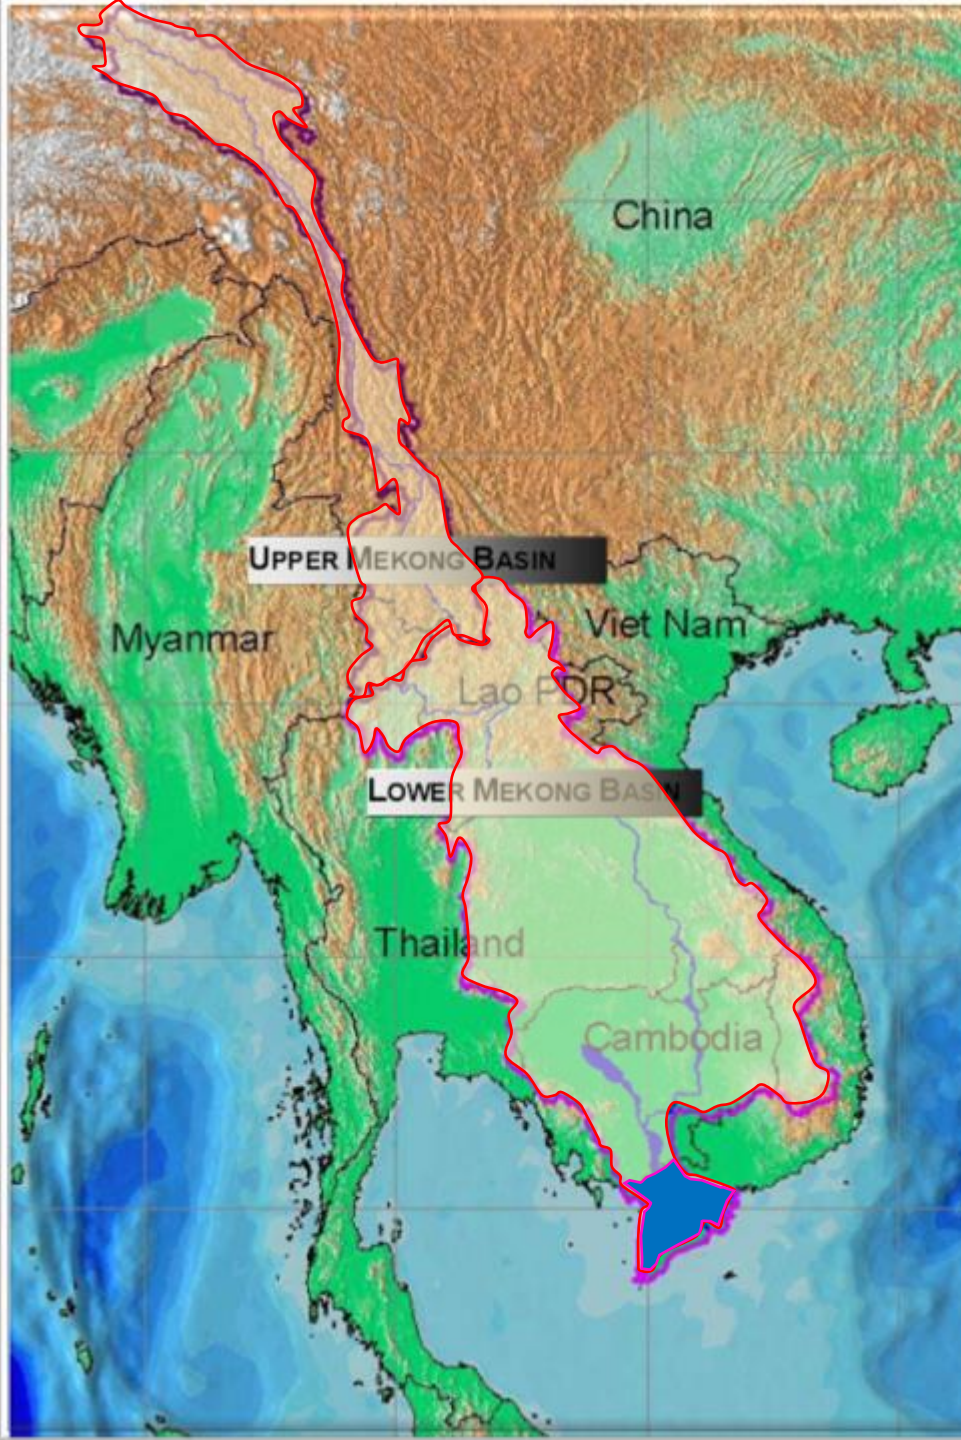 China
UPPER MEKONG BASIN
Myanmar
Viet Nam
Lao PDR
LOWER MEKONG BASIN
Thailand
Cambodia